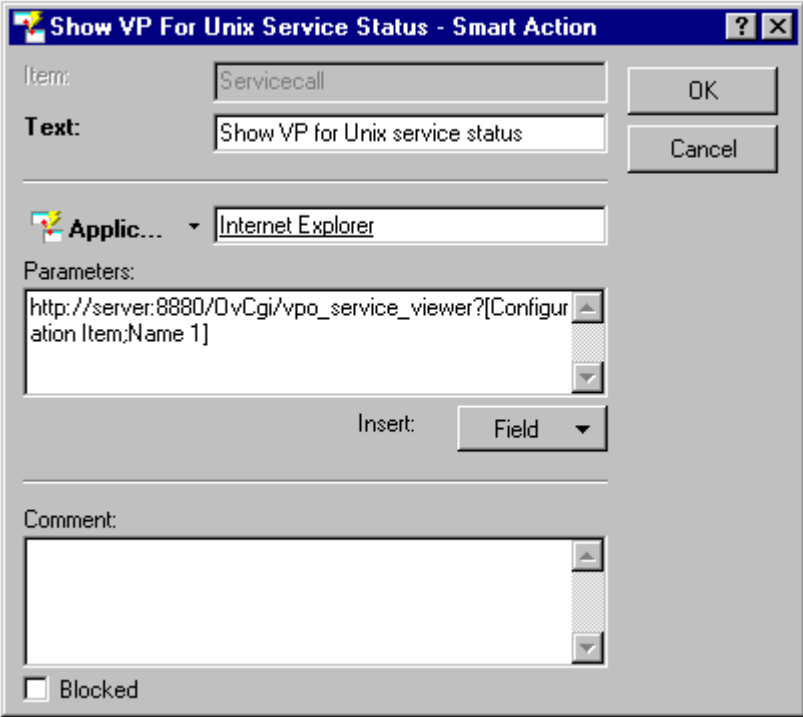 Show VP For Unix Service Status - Smart Action
Item:
Servicecall
OK
Text:
Show VP for Unix service status
Cancel
Applic...
Internet Explorer
Parameters:
http://server:8880/OvCgi/vpo_service_viewer?[Configur
ation Item;Name 1]
Insert:
Field
Comment:
Blocked